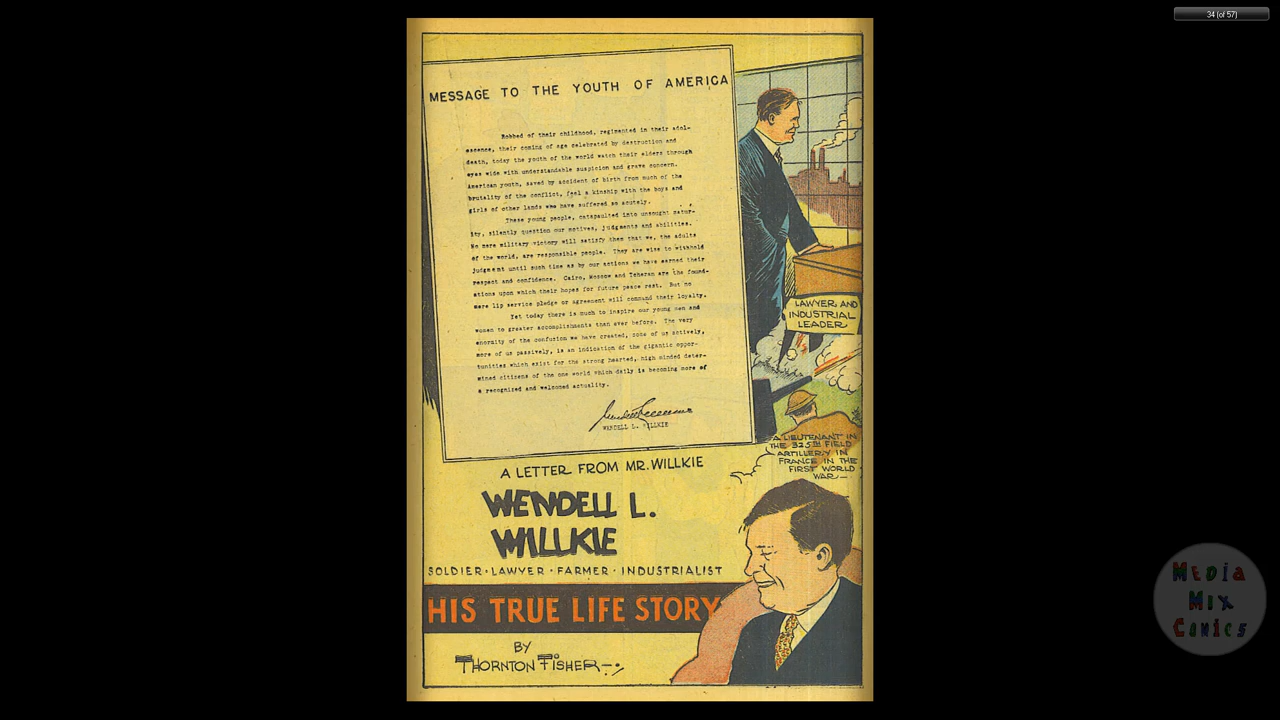 34 (of 57)
MESSAGE TO THE YOUTH OF AMERICA
Robbed of their childhood, regimented in their adol-
escence, their coming of age celebrated by destruction and
death, today the youth of the world watch their elders through
eyes wide with understandable suspicion and grave concern.
American youth, saved by accident of birth from much of the
brutality of the conflict, feel a kinship with the boys and
girls of other lands who have suffered so acutely.
These young people, catapaulted into unsought matur-
ity, silently question our motives, judgments and abilities.
No mere military victory will satisfy them that we, the adults
of the world, are responsible people. They are wise to withhold
judgment until such time as by our actions we have earned their
respect and confidence. Cairo, Moscow and Teheran are the found-
ations upon which their hopes for future peace rest. But no
mere lip service pledge or agreement will command their loyalty.
Yet today there is much to inspire our young men and
women to greater accomplishments than ever before. The very
enormity of the confusion we have created, some of us actively,
more of us passively, is an indication of the gigantic oppor-
tunities which exist for the strong hearted, high minded deter-
mined citizens of the one world which daily is becoming more of
a recognized and welcomed actuality.
WENDELL L. WILLKIE
LAWYER AND
INDUSTRIAL
LEADER
A LIEUTENANT IN
THE 325TH FIELD
ARTILLERY IN
FRANCE IN THE
FIRST WORLD
WAR—
A LETTER FROM MR. WILLKIE
WENDELL L.
WILLKIE
SOLDIER · LAWYER · FARMER · INDUSTRIALIST
HIS TRUE LIFE STORY
BY
THORNTON FISHER
MEDIA
MIX
COMICS